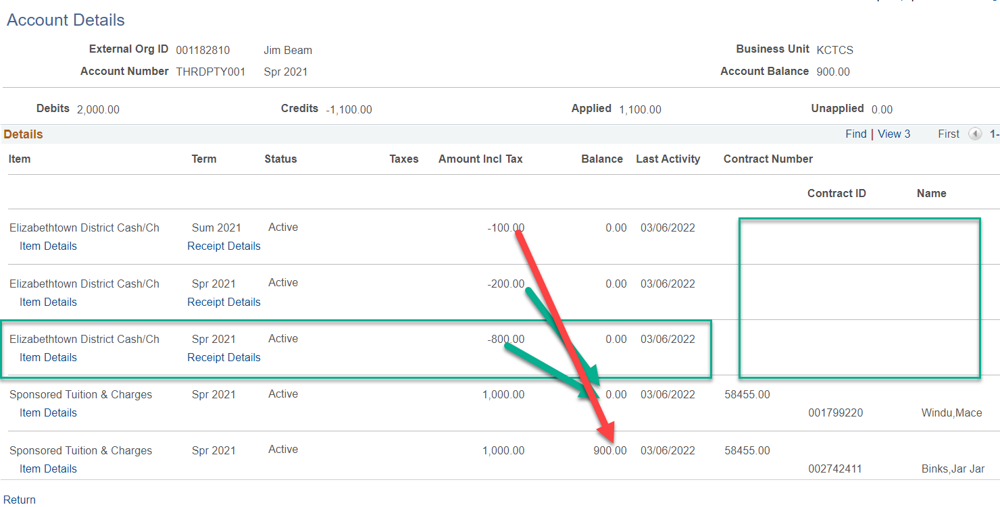 Account Details
External Org ID 001182810 Jim Beam Business Unit KCTCS
Account Number THRDPTY001 Spr 2021 Account Balance 900.00
Debits 2,000.00 Credits -1,100.00 Applied 1,100.00 Unapplied 0.00
Details Find | View 3 First 1-
Item Term Status Taxes Amount Incl Tax Balance Last Activity Contract Number
Contract ID Name
Elizabethtown District Cash/Ch Sum 2021 Active -100.00 0.00 03/06/2022
Item Details Receipt Details
Elizabethtown District Cash/Ch Spr 2021 Active -200.00 0.00 03/06/2022
Item Details Receipt Details
Elizabethtown District Cash/Ch Spr 2021 Active -800.00 0.00 03/06/2022
Item Details Receipt Details
Sponsored Tuition & Charges Spr 2021 Active 1,000.00 0.00 03/06/2022 58455.00
Item Details 001799220 Windu,Mace
Sponsored Tuition & Charges Spr 2021 Active 1,000.00 900.00 03/06/2022 58455.00
Item Details 002742411 Binks,Jar Jar
Return